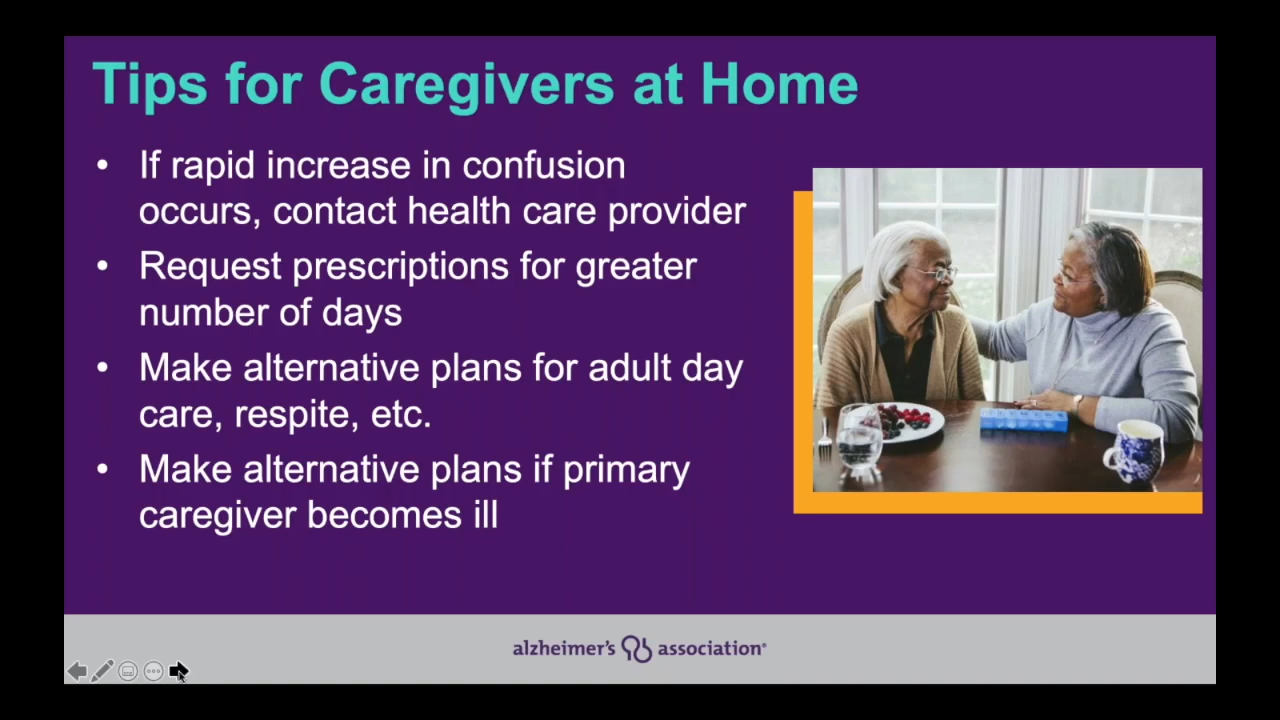 Tips for Caregivers at Home
• If rapid increase in confusion
occurs, contact health care provider
• Request prescriptions for greater
number of days
• Make alternative plans for adult day
care, respite, etc.
• Make alternative plans if primary
caregiver becomes ill
alzheimer's association®